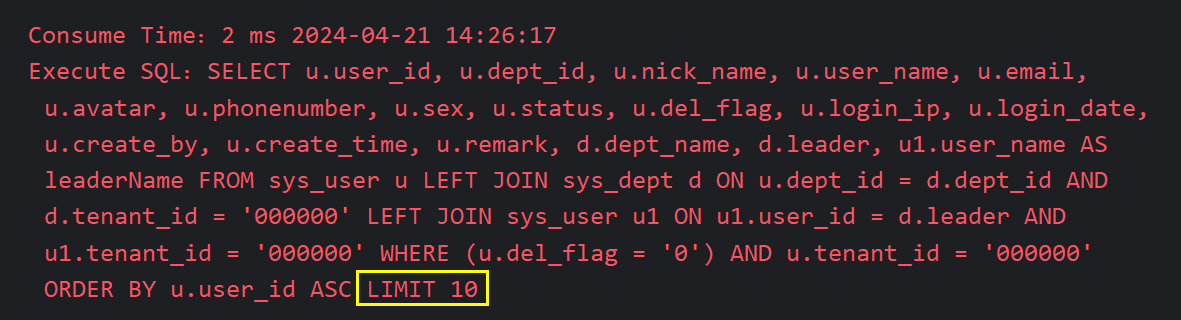 Consume Time：2 ms 2024-04-21 14:26:17
Execute SQL：SELECT u.user_id, u.dept_id, u.nick_name, u.user_name, u.email,
u.avatar, u.phonenumber, u.sex, u.status, u.del_flag, u.login_ip, u.login_date,
u.create_by, u.create_time, u.remark, d.dept_name, d.leader, u1.user_name AS
leaderName FROM sys_user u LEFT JOIN sys_dept d ON u.dept_id = d.dept_id AND
d.tenant_id = '000000' LEFT JOIN sys_user u1 ON u1.user_id = d.leader AND
u1.tenant_id = '000000' WHERE (u.del_flag = '0') AND u.tenant_id = '000000'
ORDER BY u.user_id ASC LIMIT 10